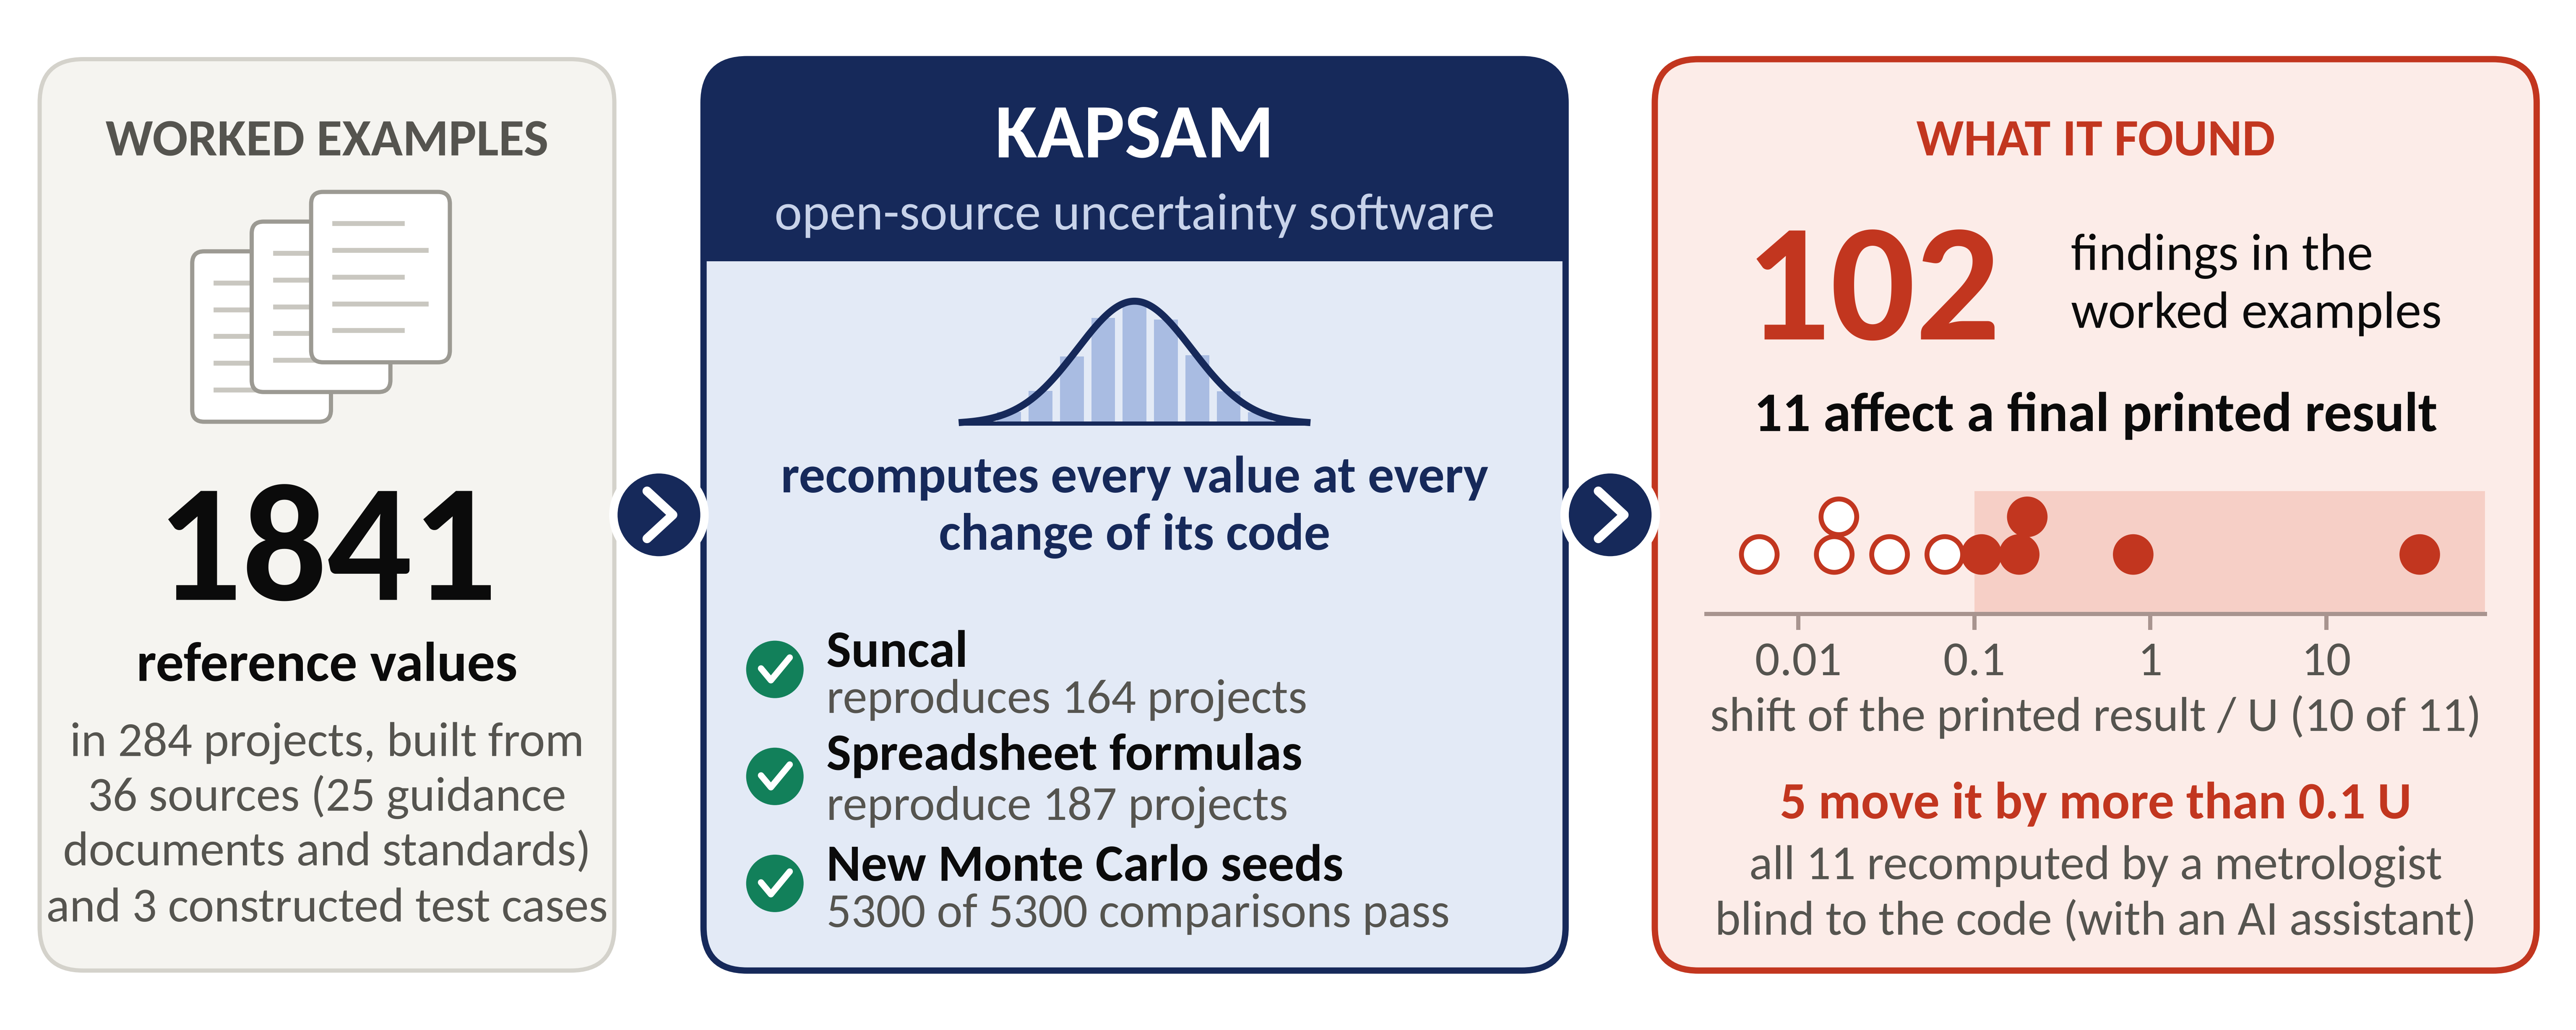 WORKED EXAMPLES
1841
reference values
in 284 projects, built from
36 sources (25 guidance
documents and standards)
and 3 constructed test cases
KAPSAM
open-source uncertainty software
recomputes every value at every
change of its code
Suncal
reproduces 164 projects
Spreadsheet formulas
reproduce 187 projects
New Monte Carlo seeds
5300 of 5300 comparisons pass
WHAT IT FOUND
102
findings in the
worked examples
11 affect a final printed result
0.01 0.1 1 10
shift of the printed result / U (10 of 11)
5 move it by more than 0.1 U
all 11 recomputed by a metrologist
blind to the code (with an AI assistant)